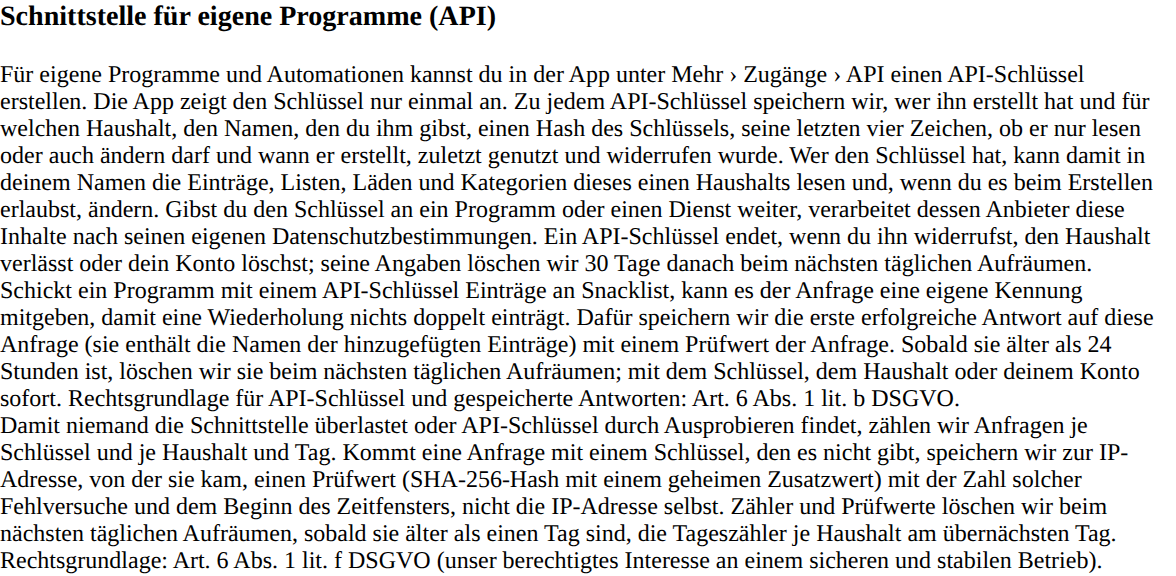 Schnittstelle für eigene Programme (API)
Für eigene Programme und Automationen kannst du in der App unter Mehr › Zugänge › API einen API-Schlüssel
erstellen. Die App zeigt den Schlüssel nur einmal an. Zu jedem API-Schlüssel speichern wir, wer ihn erstellt hat und für
welchen Haushalt, den Namen, den du ihm gibst, einen Hash des Schlüssels, seine letzten vier Zeichen, ob er nur lesen
oder auch ändern darf und wann er erstellt, zuletzt genutzt und widerrufen wurde. Wer den Schlüssel hat, kann damit in
deinem Namen die Einträge, Listen, Läden und Kategorien dieses einen Haushalts lesen und, wenn du es beim Erstellen
erlaubst, ändern. Gibst du den Schlüssel an ein Programm oder einen Dienst weiter, verarbeitet dessen Anbieter diese
Inhalte nach seinen eigenen Datenschutzbestimmungen. Ein API-Schlüssel endet, wenn du ihn widerrufst, den Haushalt
verlässt oder dein Konto löschst; seine Angaben löschen wir 30 Tage danach beim nächsten täglichen Aufräumen.
Schickt ein Programm mit einem API-Schlüssel Einträge an Snacklist, kann es der Anfrage eine eigene Kennung
mitgeben, damit eine Wiederholung nichts doppelt einträgt. Dafür speichern wir die erste erfolgreiche Antwort auf diese
Anfrage (sie enthält die Namen der hinzugefügten Einträge) mit einem Prüfwert der Anfrage. Sobald sie älter als 24
Stunden ist, löschen wir sie beim nächsten täglichen Aufräumen; mit dem Schlüssel, dem Haushalt oder deinem Konto
sofort. Rechtsgrundlage für API-Schlüssel und gespeicherte Antworten: Art. 6 Abs. 1 lit. b DSGVO.
Damit niemand die Schnittstelle überlastet oder API-Schlüssel durch Ausprobieren findet, zählen wir Anfragen je
Schlüssel und je Haushalt und Tag. Kommt eine Anfrage mit einem Schlüssel, den es nicht gibt, speichern wir zur IP-
Adresse, von der sie kam, einen Prüfwert (SHA-256-Hash mit einem geheimen Zusatzwert) mit der Zahl solcher
Fehlversuche und dem Beginn des Zeitfensters, nicht die IP-Adresse selbst. Zähler und Prüfwerte löschen wir beim
nächsten täglichen Aufräumen, sobald sie älter als einen Tag sind, die Tageszähler je Haushalt am übernächsten Tag.
Rechtsgrundlage: Art. 6 Abs. 1 lit. f DSGVO (unser berechtigtes Interesse an einem sicheren und stabilen Betrieb).